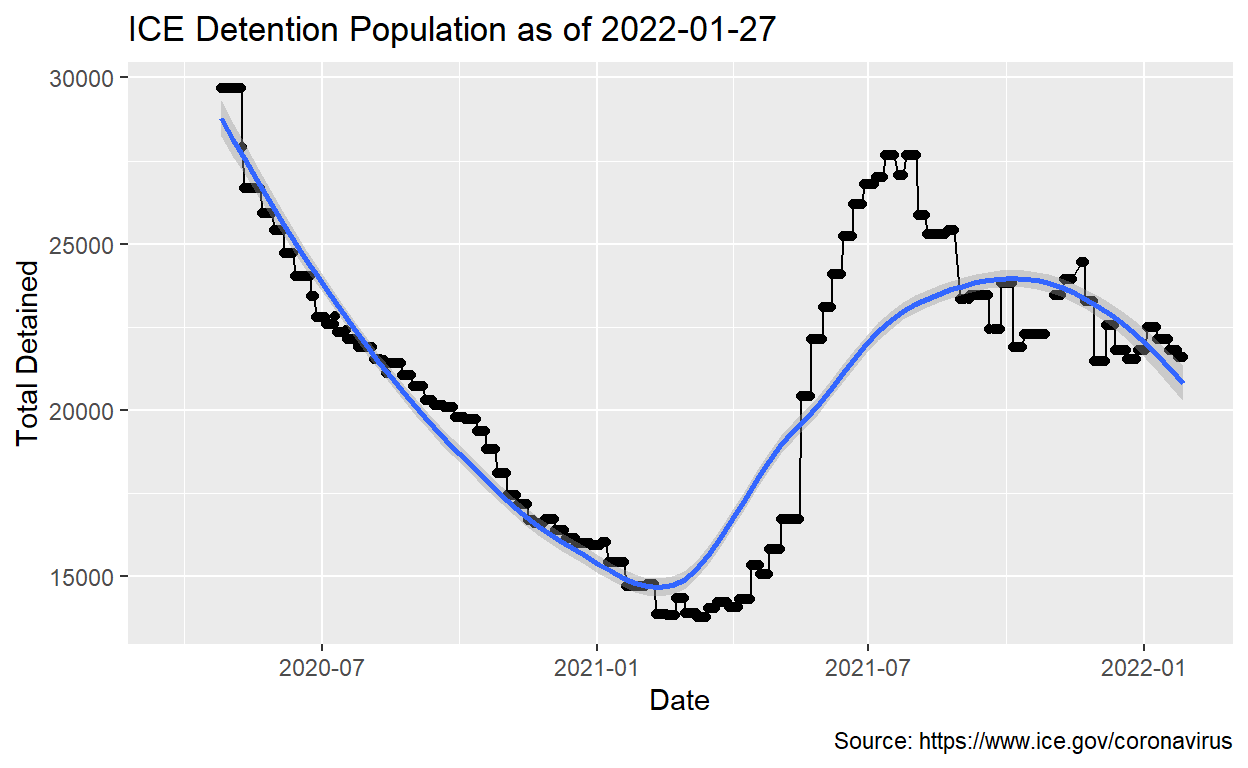 ICE Detention Population as of 2022-01-27
Total Detained
30000
25000
20000
15000
2020-07 2021-01 2021-07 2022-01
Date
Source: https://www.ice.gov/coronavirus